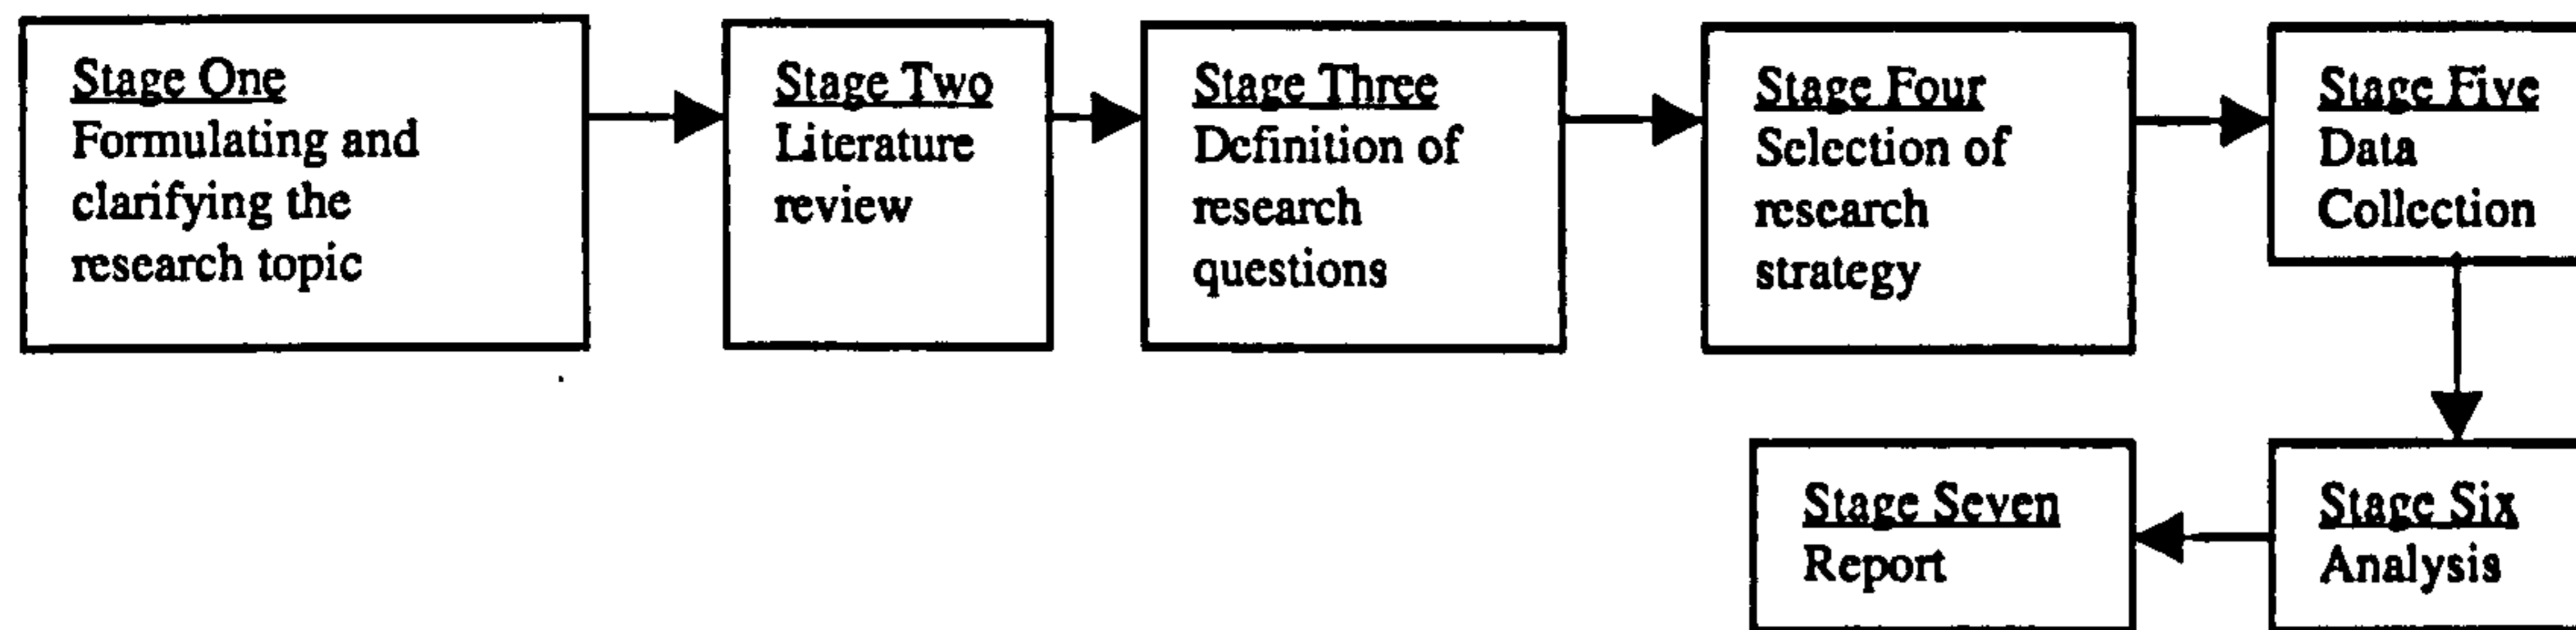 Stage One
Formulating and
clarifying the
research topic
Stage Two
Literature
review
Stage Three
Definition of
research
questions
Stage Four
Selection of
research
strategy
Stage Five
Data
Collection
Stage Six
Analysis
Stage Seven
Report